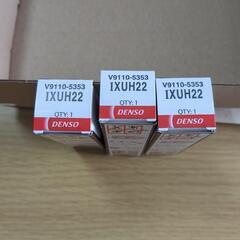 V9110-5353
IXUH22
QTY: 1
DENSO
V9110-5353
IXUH22
QTY: 1
DENSO
V9110-5353
IXUH22
QTY: 1
DENSO